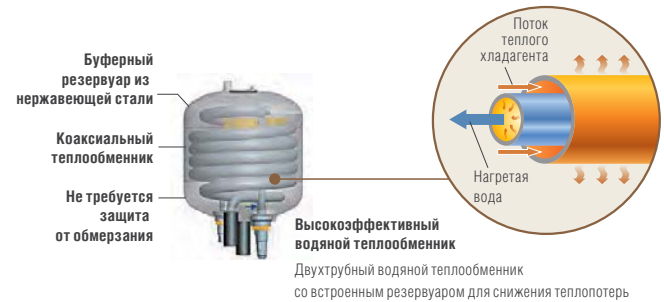 Буферный
резервуар из
нержавеющей стали
Коаксиальный
теплообменник
Не требуется
защита
от обмерзания
Поток
теплого
хладагента
Нагретая
вода
Высокоэффективный
водяной теплообменник
Двухтрубный водяной теплообменник
со встроенным резервуаром для снижения теплопотерь